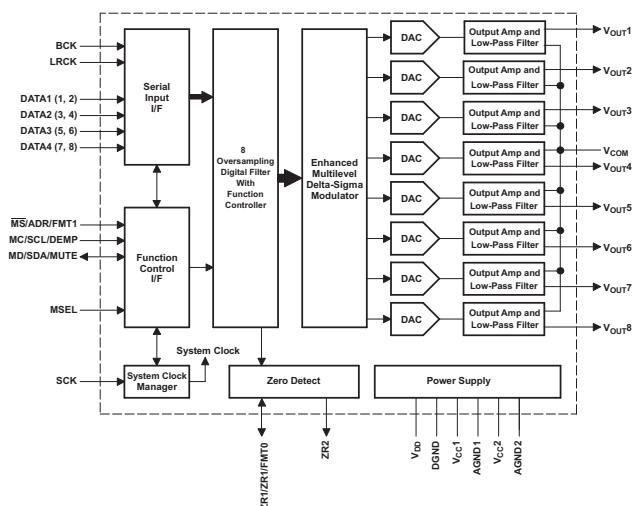 BCK
LRCK
DATA1 (1, 2)
DATA2 (3, 4)
DATA3 (5, 6)
DATA4 (7, 8)
MS/ADR/FMT1
MC/SCL/DEMP
MD/SDA/MUTE
MSEL
SCK
Serial
Input
I/F
Function
Control
I/F
System Clock
Manager
System Clock
8
Oversampling
Digital Filter
With
Function
Controller
Enhanced
Multilevel
Delta-Sigma
Modulator
Zero Detect
Power Supply
DAC
Output Amp and
Low-Pass Filter
VOUT1
DAC
Output Amp and
Low-Pass Filter
VOUT2
DAC
Output Amp and
Low-Pass Filter
VOUT3
VCOM
DAC
Output Amp and
Low-Pass Filter
VOUT4
DAC
Output Amp and
Low-Pass Filter
VOUT5
DAC
Output Amp and
Low-Pass Filter
VOUT6
DAC
Output Amp and
Low-Pass Filter
VOUT7
DAC
Output Amp and
Low-Pass Filter
VOUT8
ZR1/ZR1/FMT0
ZR2
VDD
DGND
VCC1
AGND1
VCC2
AGND2